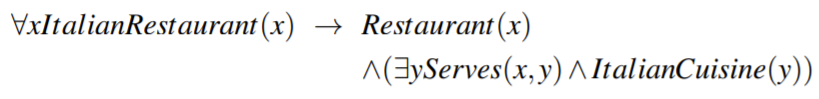 ∀xItalianRestaurant(x) → Restaurant(x)
∧(∃yServes(x,y)∧ItalianCuisine(y))